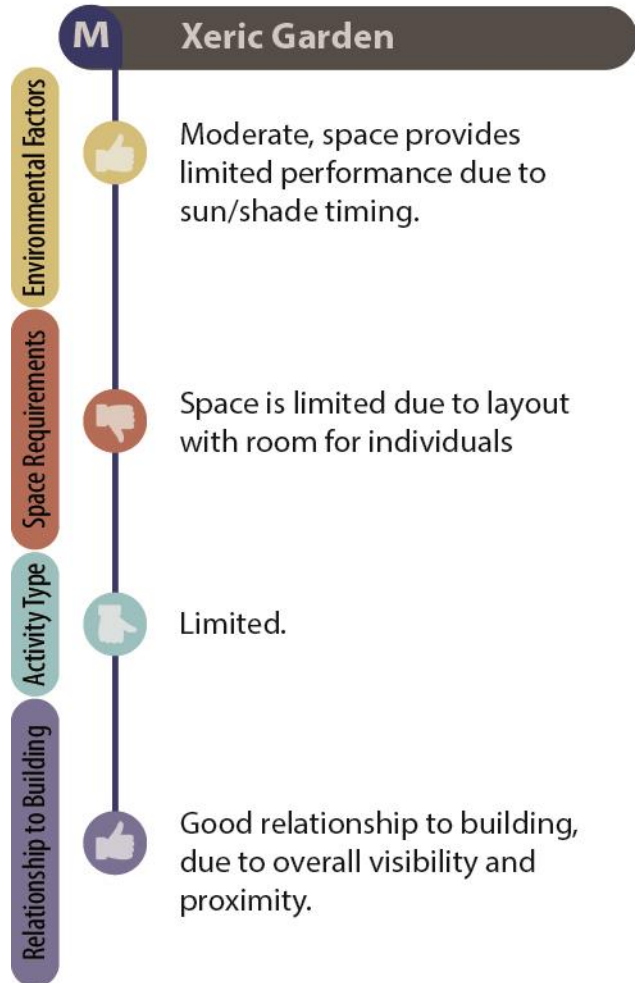 M
Xeric Garden
Environmental Factors
Moderate, space provides
limited performance due to
sun/shade timing.
Space Requirements
Space is limited due to layout
with room for individuals
Activity Type
Limited.
Relationship to Building
Good relationship to building,
due to overall visibility and
proximity.